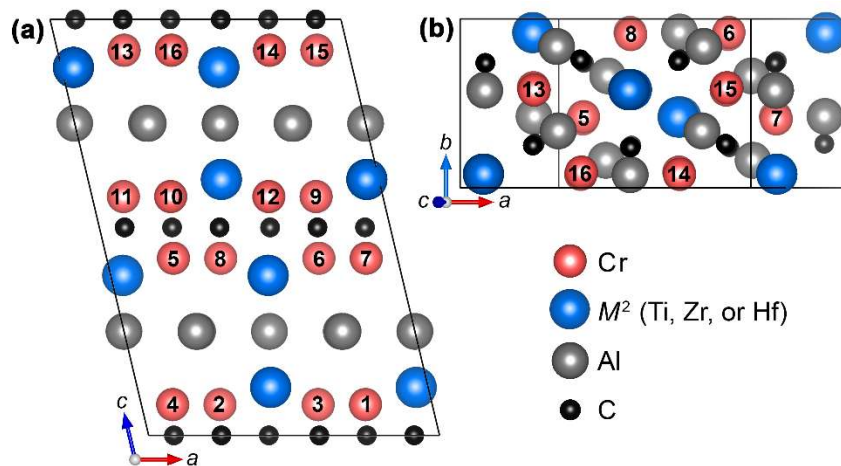 (a)
13 16 14 15
11 10 12 9
5 8 6 7
4 2 3 1
c
a
(b)
8 6
13 15
5 7
16 14
b
c a
Cr
M² (Ti, Zr, or Hf)
Al
C